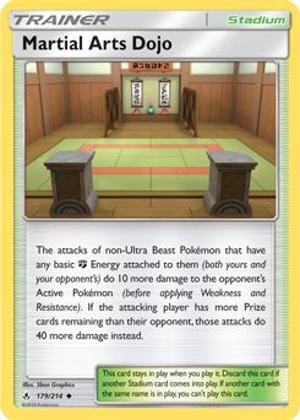 TRAINER
Stadium
Martial Arts Dojo
The attacks of non-Ultra Beast Pokémon that have
any basic Energy attached to them (both yours and
your opponent's) do 10 more damage to the opponent's
Active Pokémon (before applying Weakness and
Resistance). If the attacking player has more Prize
cards remaining than their opponent, those attacks do
40 more damage instead.
Illus. 5ban Graphics
179/214
©2019 Pokémon
This card stays in play when you play it. Discard this card if
another Stadium card comes into play. If another card with the
same name is in play, you can't play this card.